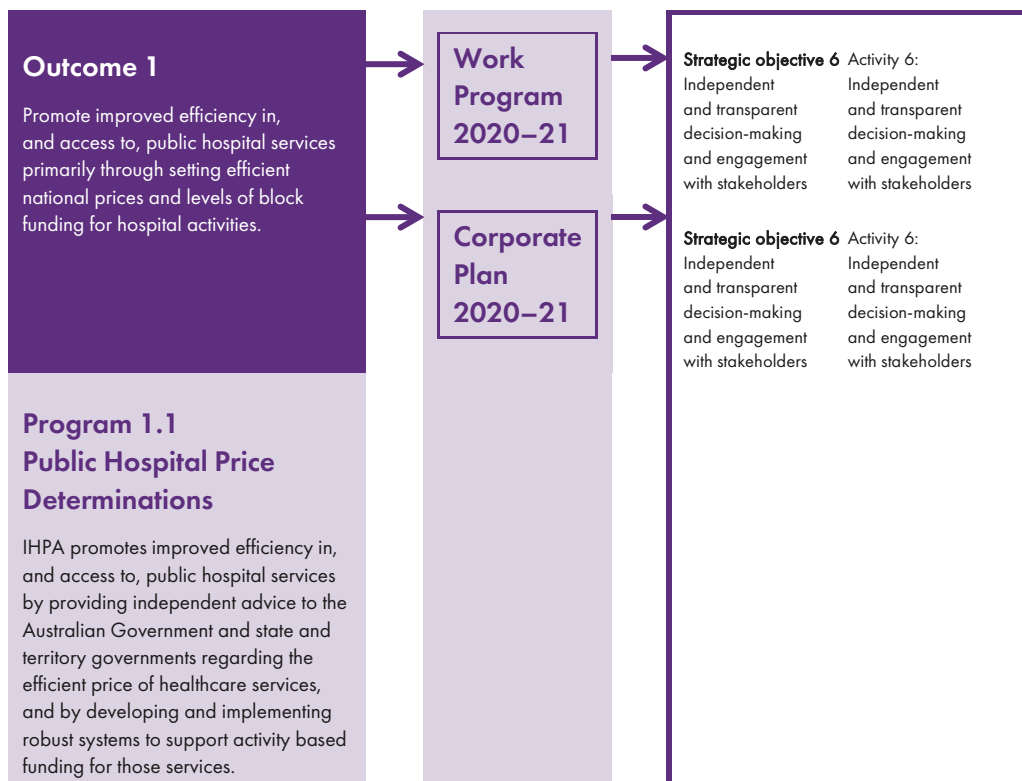 Outcome 1
Promote improved efficiency in,
and access to, public hospital services
primarily through setting efficient
national prices and levels of block
funding for hospital activities.
Program 1.1
Public Hospital Price
Determinations
IHPA promotes improved efficiency in,
and access to, public hospital services
by providing independent advice to the
Australian Government and state and
territory governments regarding the
efficient price of healthcare services,
and by developing and implementing
robust systems to support activity based
funding for those services.
Work
Program
2020–21
Corporate
Plan
2020–21
Strategic objective 6
Independent
and transparent
decision-making
and engagement
with stakeholders
Activity 6:
Independent
and transparent
decision-making
and engagement
with stakeholders
Strategic objective 6
Independent
and transparent
decision-making
and engagement
with stakeholders
Activity 6:
Independent
and transparent
decision-making
and engagement
with stakeholders